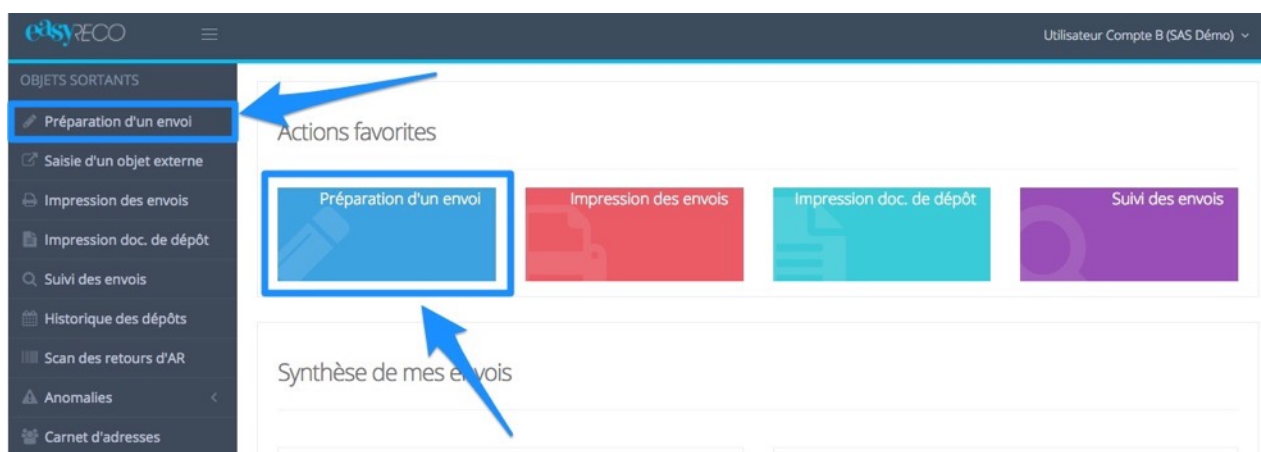 easyRECO
Utilisateur Compte B (SAS Démo)
OBJETS SORTANTS
Préparation d'un envoi
Saisie d'un objet externe
Impression des envois
Impression doc. de dépôt
Suivi des envois
Historique des dépôts
Scan des retours d'AR
Anomalies
Carnet d'adresses
Actions favorites
Préparation d'un envoi
Impression des envois
Impression doc. de dépôt
Suivi des envois
Synthèse de mes envois